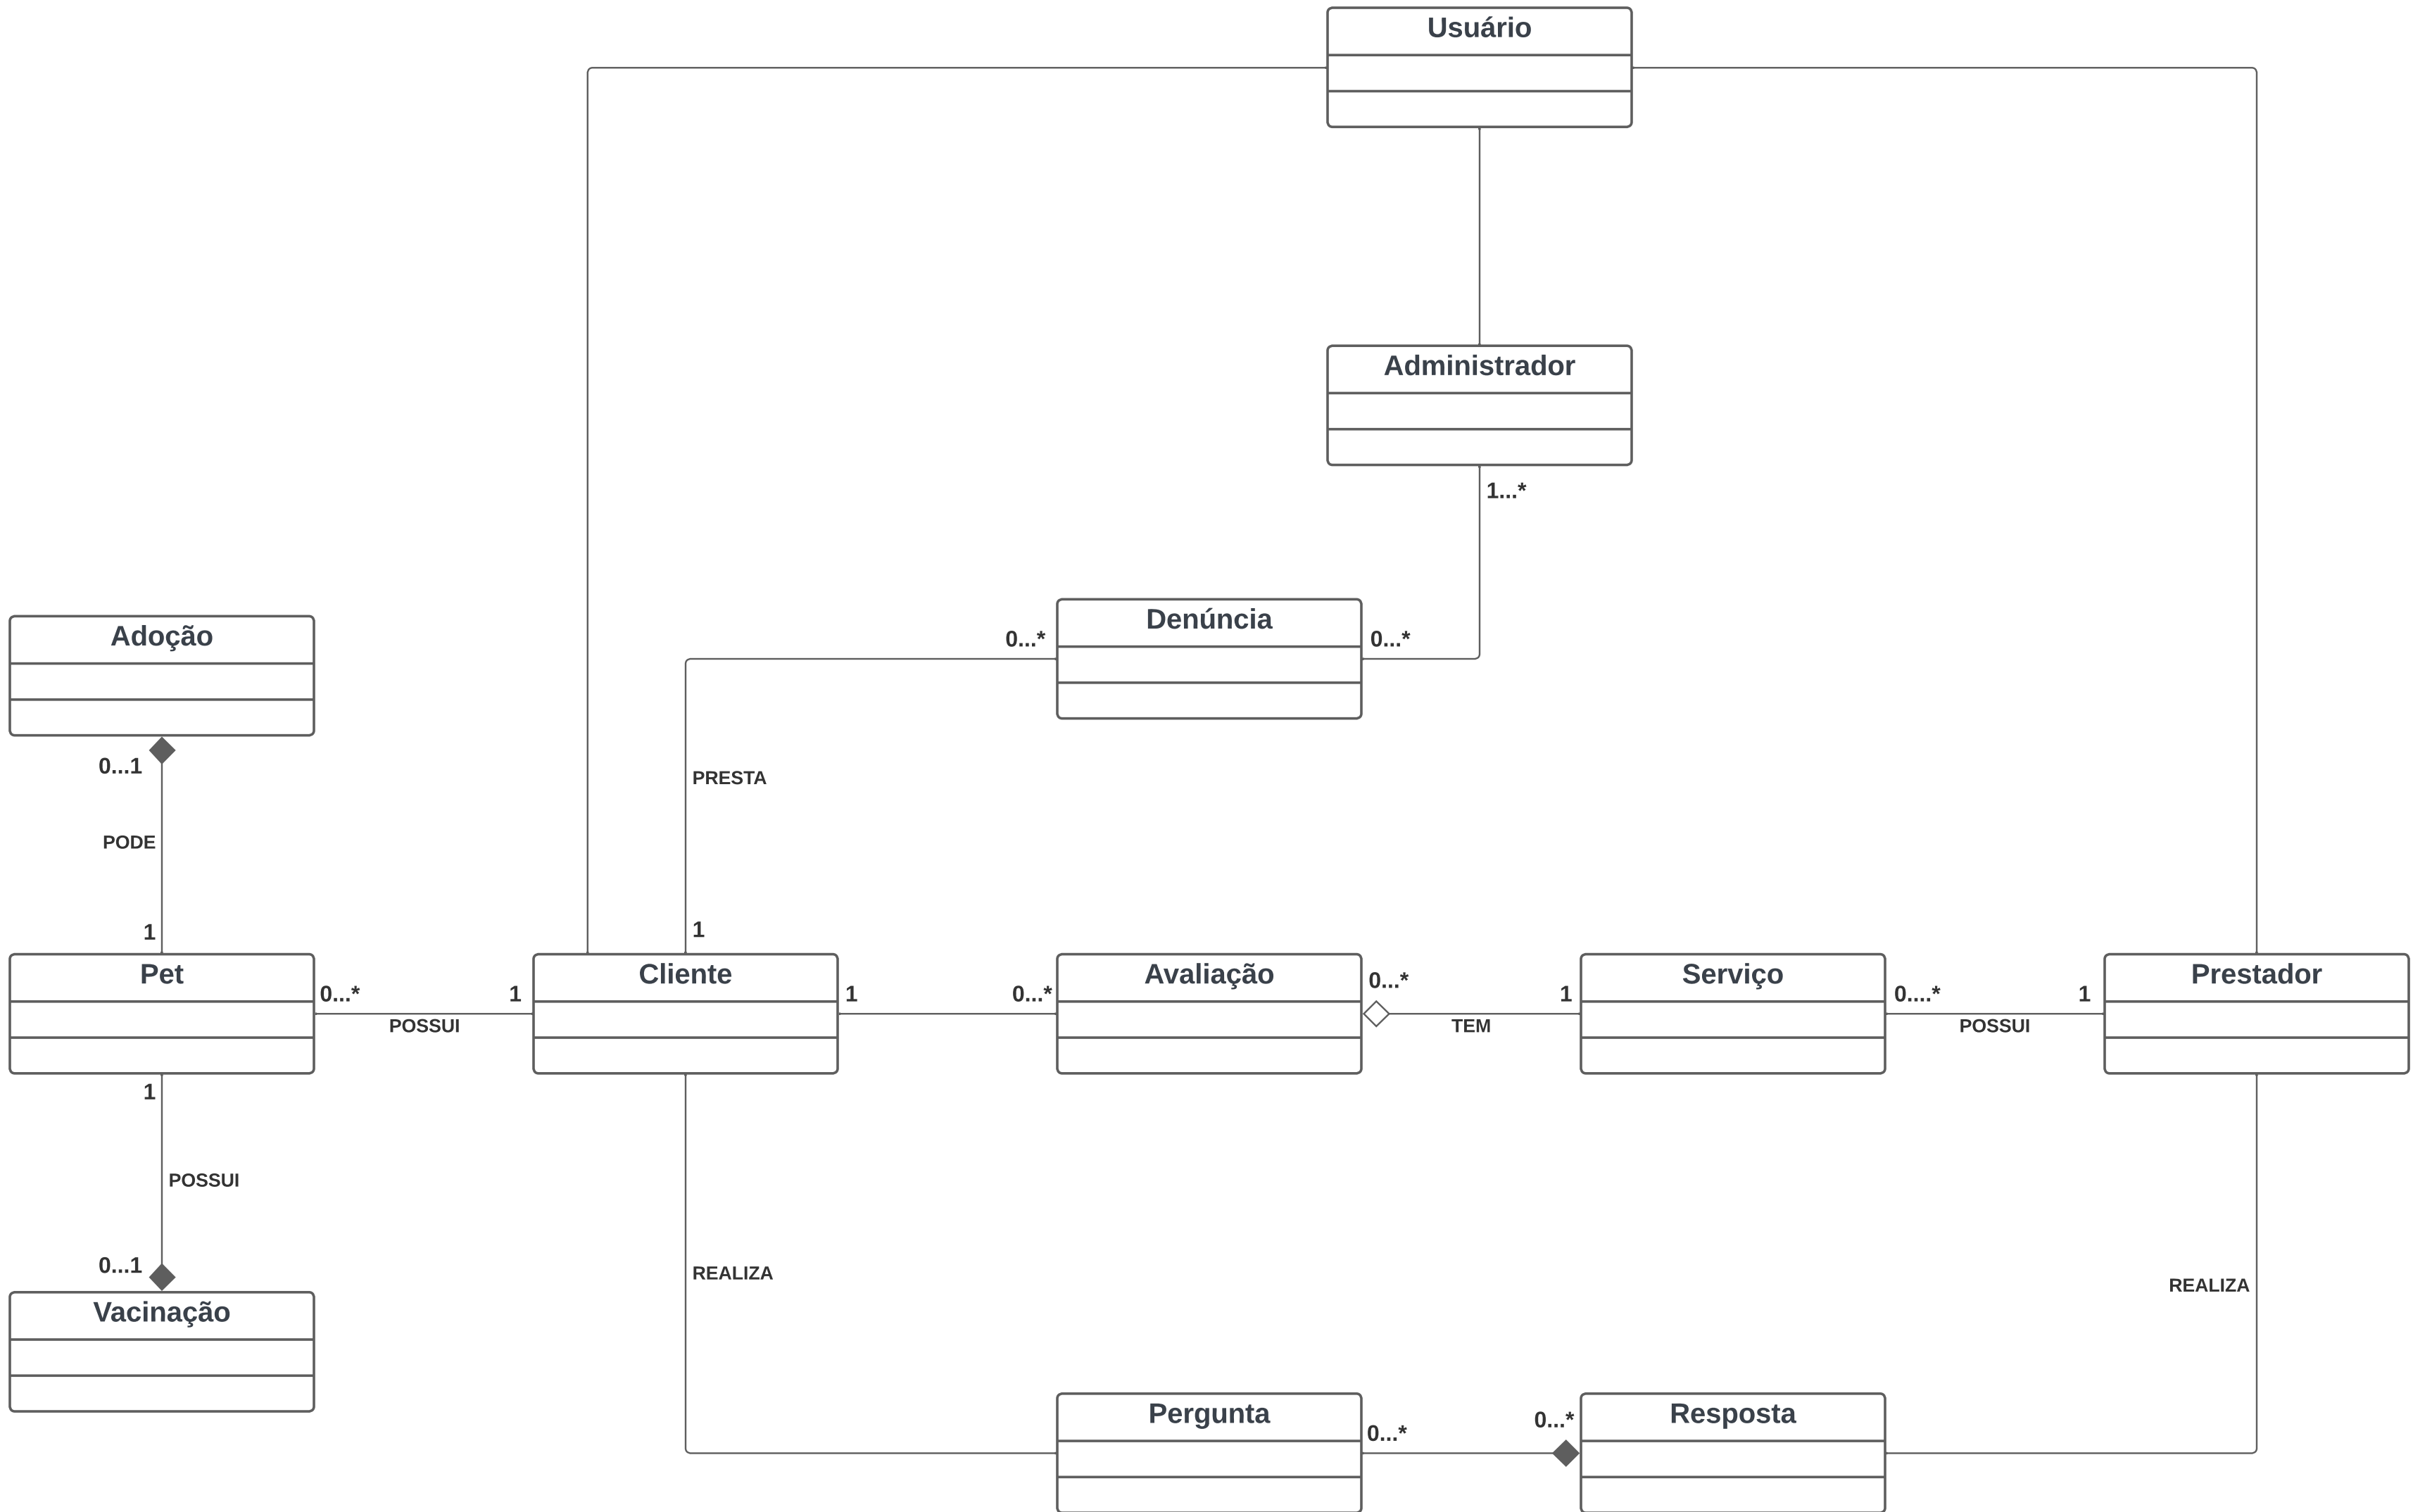 Usuário
Administrador
1...*
Denúncia
0...*
0...*
Adoção
0...1
PRESTA
PODE
1
1
Pet
Cliente
Avaliação
Serviço
Prestador
0...*
1
1
0...*
0...*
1
0....*
1
POSSUI
TEM
POSSUI
1
POSSUI
0...1
REALIZA
REALIZA
Vacinação
Pergunta
Resposta
0...*
0...*